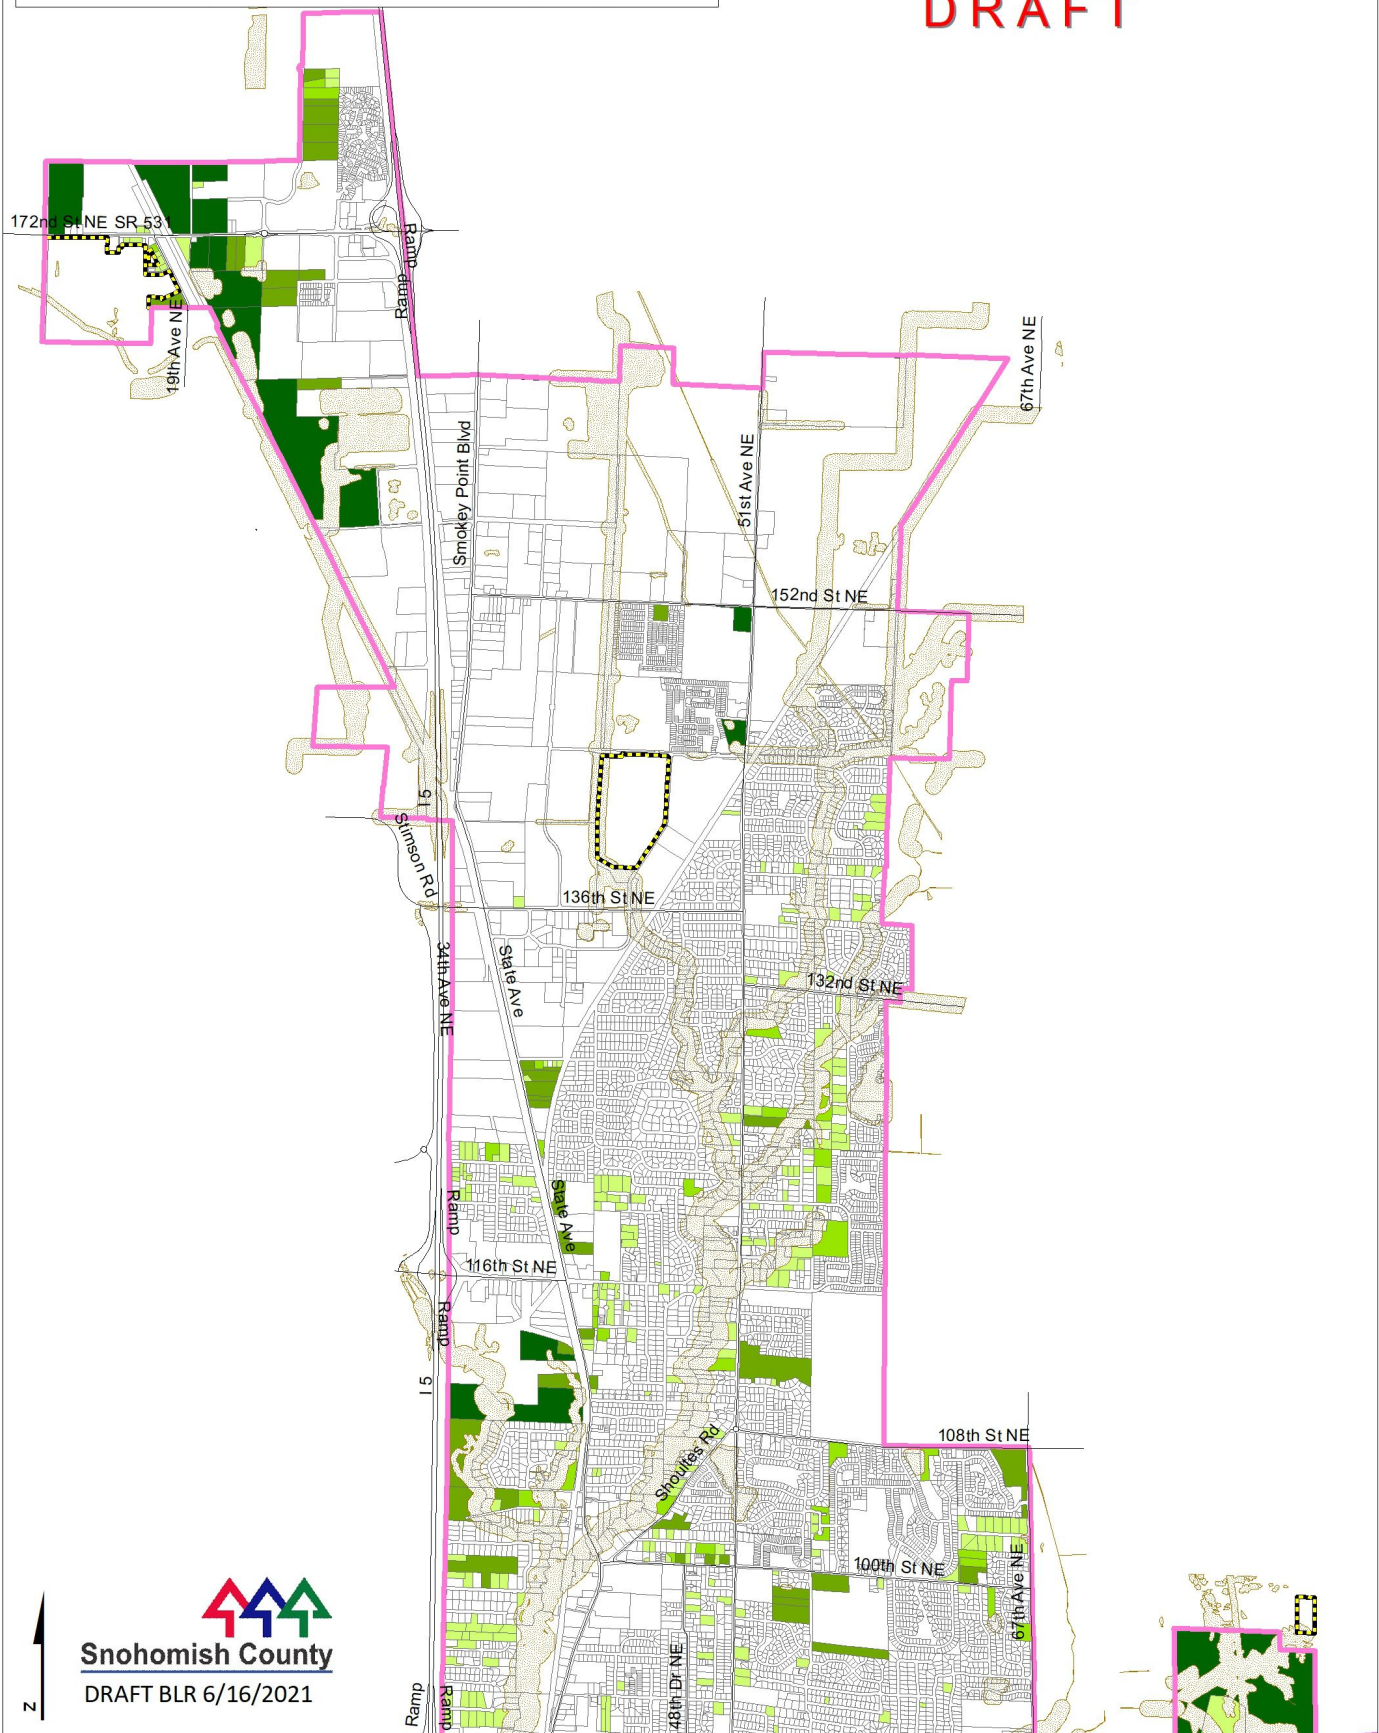 DRAFT
172nd St NE SR 531
Ramp
Ramp
19th Ave NE
67th Ave NE
Smokey Point Blvd
51st Ave NE
152nd St NE
I 5
Stimson Rd
136th St NE
34th Ave NE
State Ave
132nd St NE
State Ave
Ramp
116th St NE
Ramp
I 5
Shoultes Rd
108th St NE
100th St NE
67th Ave NE
48th Dr NE
Ramp
Ramp
Snohomish County
DRAFT BLR 6/16/2021
N